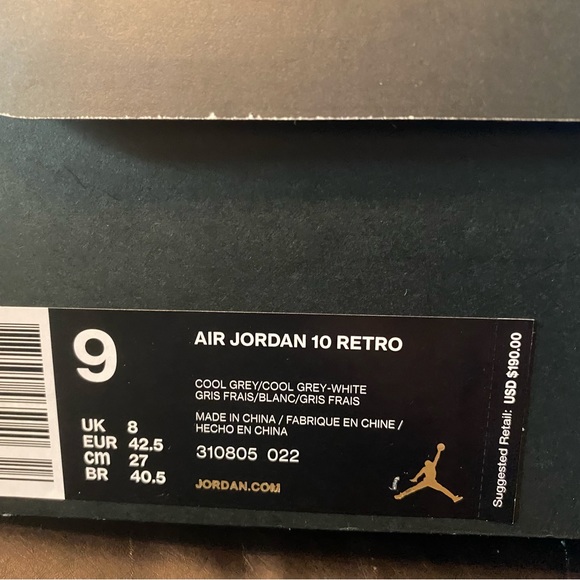 9
UK 8
EUR 42.5
cm 27
BR 40.5
AIR JORDAN 10 RETRO
COOL GREY/COOL GREY-WHITE
GRIS FRAIS/BLANC/GRIS FRAIS
MADE IN CHINA / FABRIQUE EN CHINE /
HECHO EN CHINA
310805 022
JORDAN.COM
Suggested Retail: USD $190.00